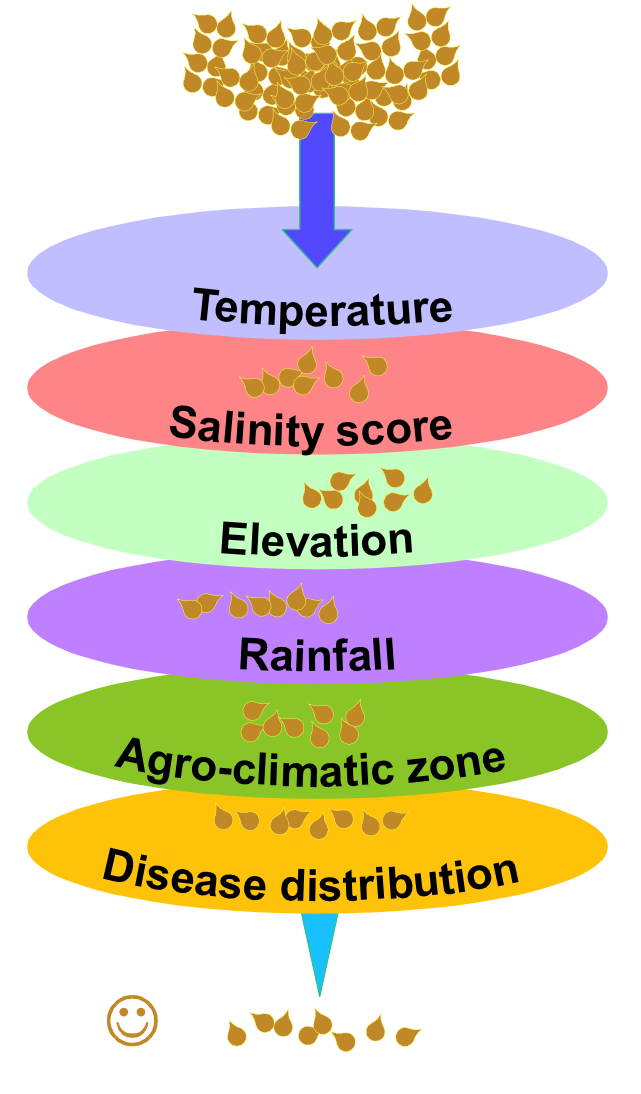 Temperature
Salinity score
Elevation
Rainfall
Agro-climatic zone
Disease distribution